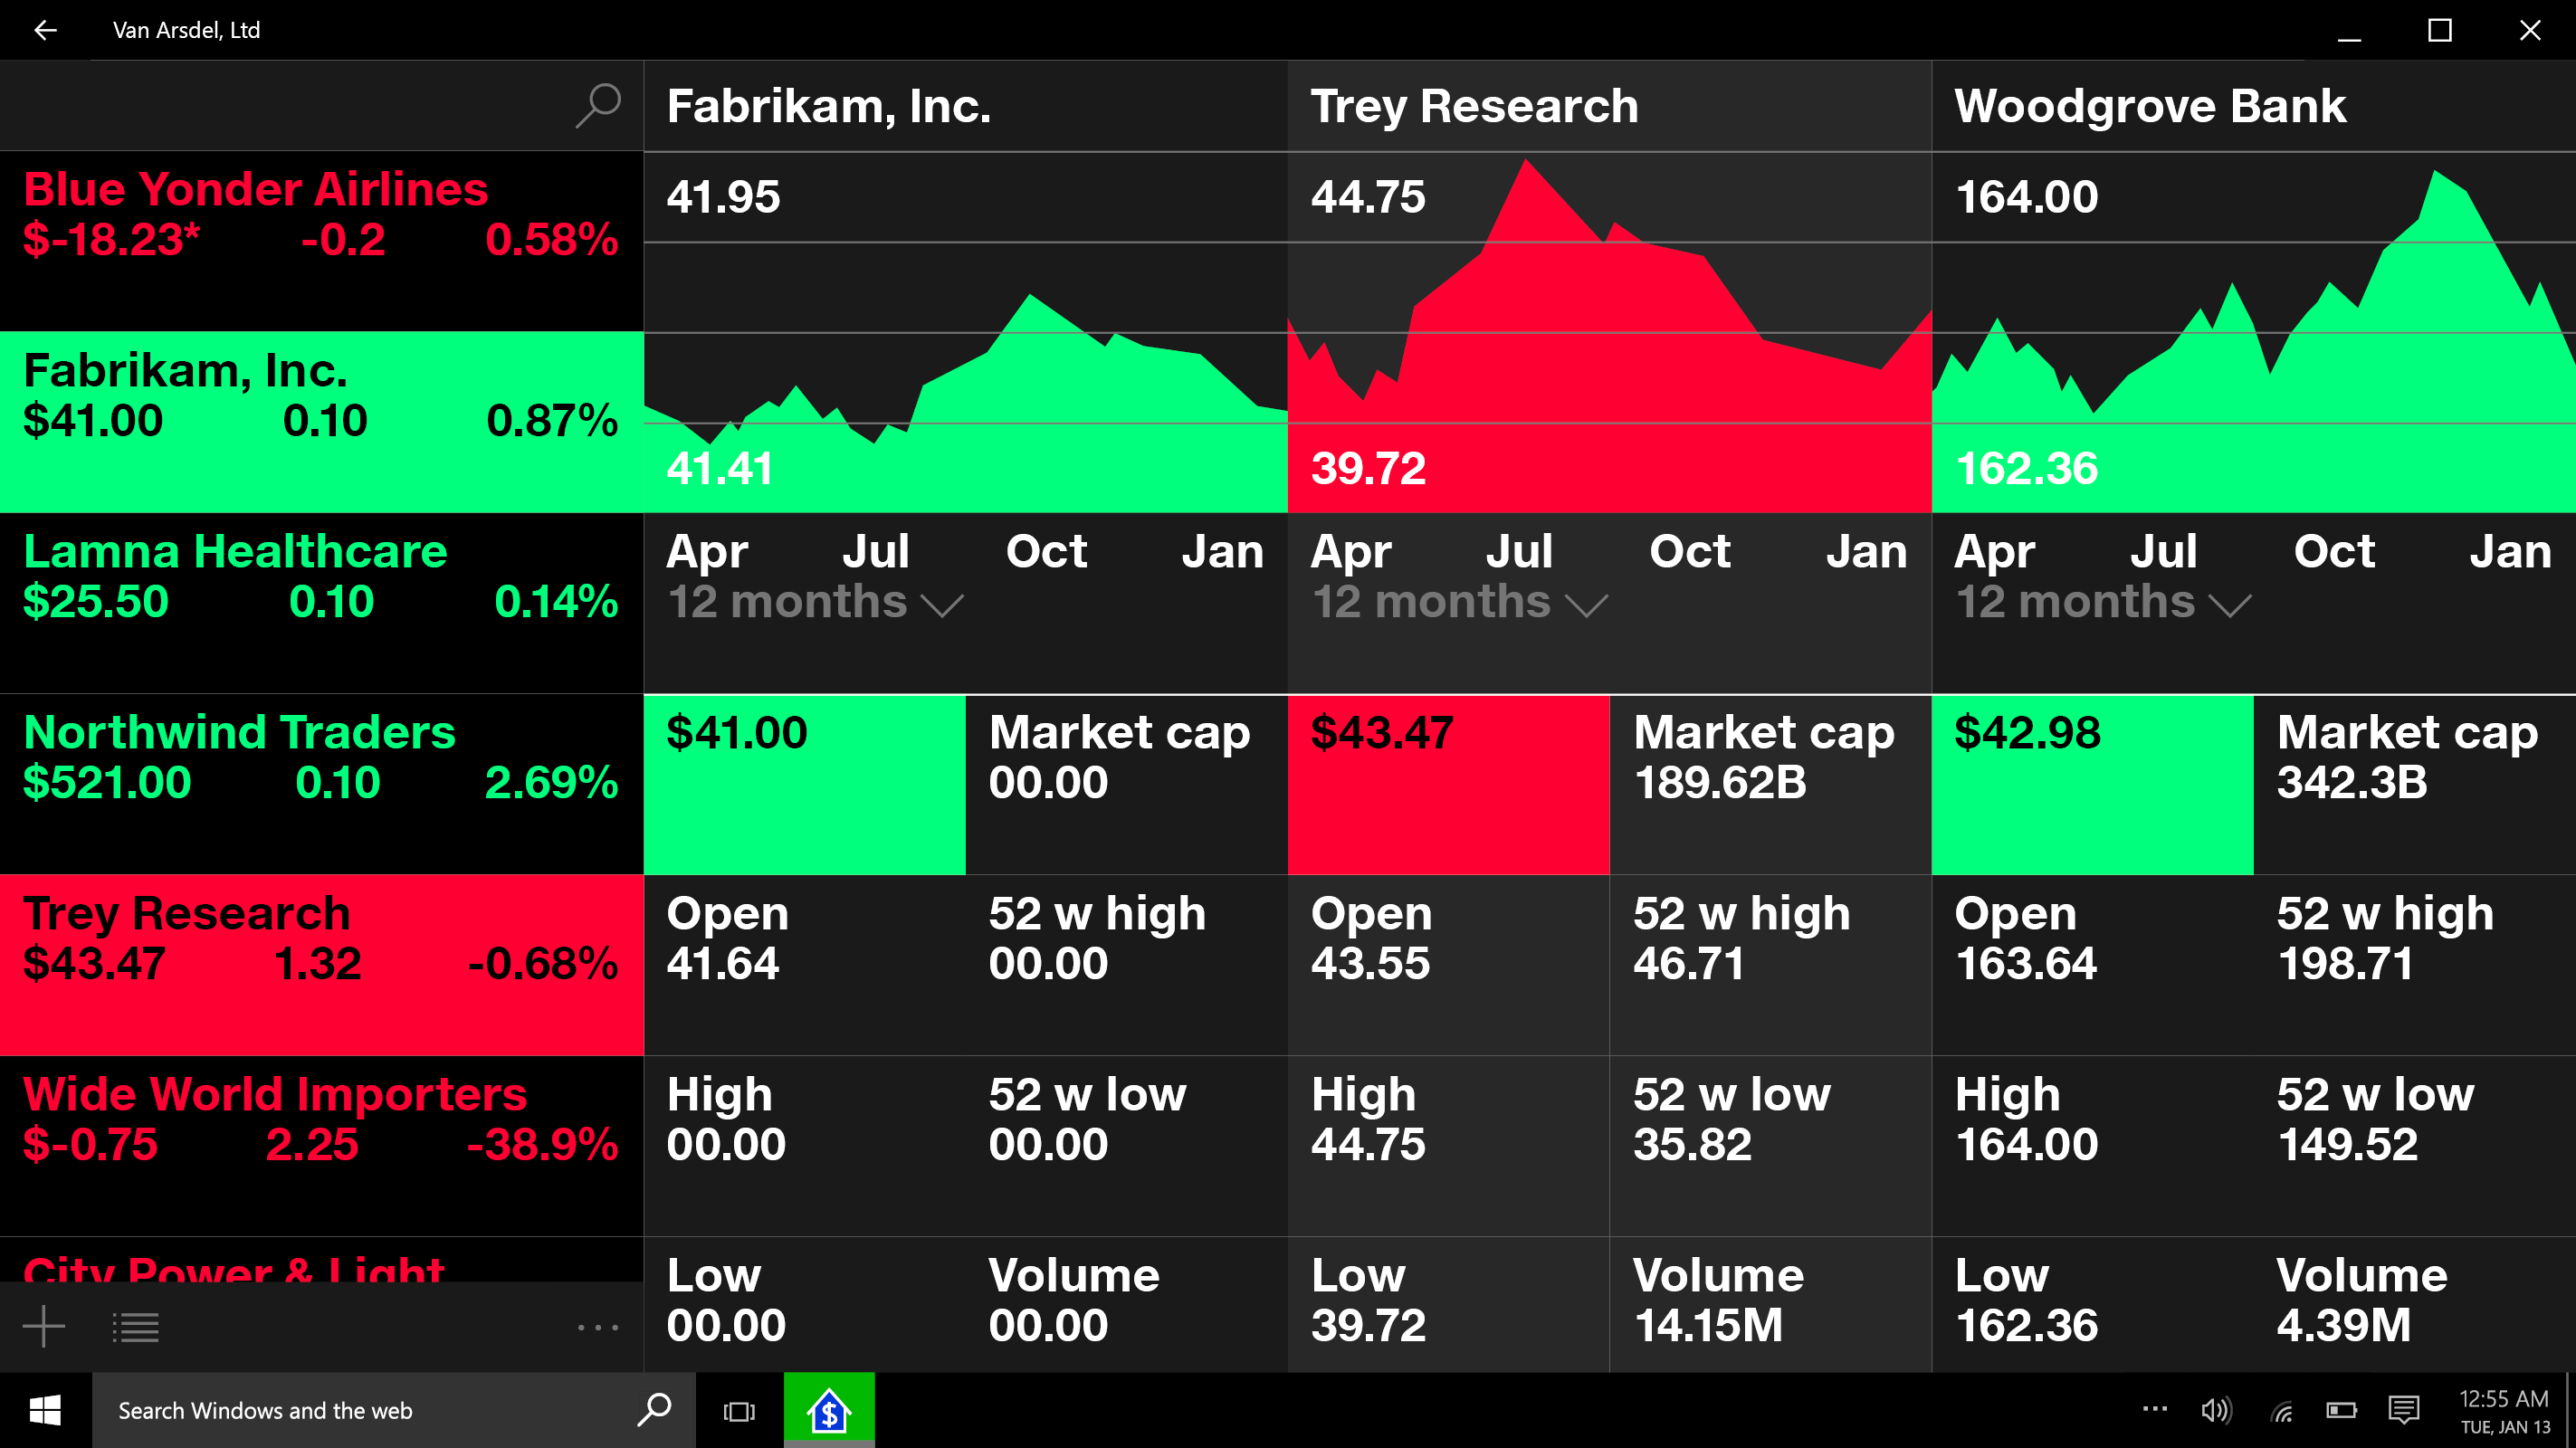 Van Arsdel, Ltd
Blue Yonder Airlines
$-18.23* -0.2 0.58%
Fabrikam, Inc.
$41.00 0.10 0.87%
Lamna Healthcare
$25.50 0.10 0.14%
Northwind Traders
$521.00 0.10 2.69%
Trey Research
$43.47 1.32 -0.68%
Wide World Importers
$-0.75 2.25 -38.9%
City Power & Light
Fabrikam, Inc.
41.95
41.41
Apr Jul Oct Jan
12 months
$41.00
Market cap
00.00
Open
41.64
52 w high
00.00
High
00.00
52 w low
00.00
Low
00.00
Volume
00.00
Trey Research
44.75
39.72
Apr Jul Oct Jan
12 months
$43.47
Market cap
189.62B
Open
43.55
52 w high
46.71
High
44.75
52 w low
35.82
Low
39.72
Volume
14.15M
Woodgrove Bank
164.00
162.36
Apr Jul Oct Jan
12 months
$42.98
Market cap
342.3B
Open
163.64
52 w high
198.71
High
164.00
52 w low
149.52
Low
162.36
Volume
4.39M
Search Windows and the web
$
12:55 AM
TUE, JAN 13